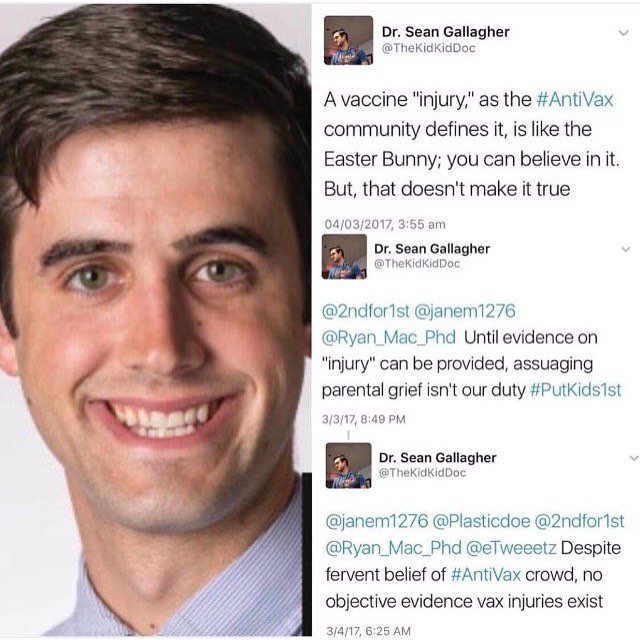 Dr. Sean Gallagher
@TheKidKidDoc
A vaccine "injury," as the #AntiVax
community defines it, is like the
Easter Bunny; you can believe in it.
But, that doesn't make it true
04/03/2017, 3:55 am
Dr. Sean Gallagher
@TheKidKidDoc
@2ndfor1st @janem1276
@Ryan_Mac_Phd Until evidence on
"injury" can be provided, assuaging
parental grief isn't our duty #PutKids1st
3/3/17, 8:49 PM
Dr. Sean Gallagher
@TheKidKidDoc
@janem1276 @Plasticdoe @2ndfor1st
@Ryan_Mac_Phd @eTweeetz Despite
fervent belief of #AntiVax crowd, no
objective evidence vax injuries exist
3/4/17, 6:25 AM